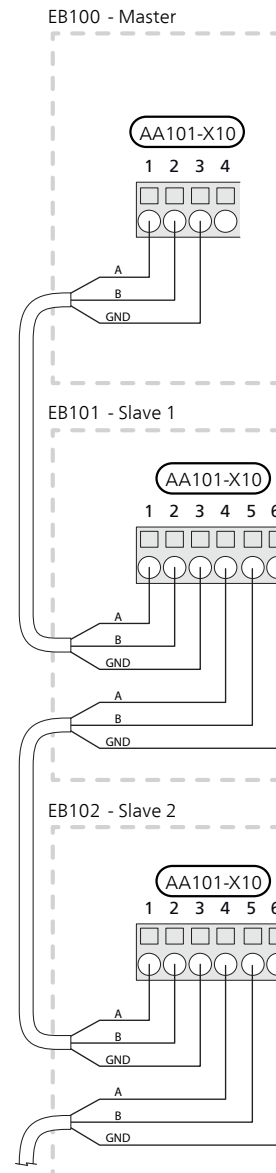 EB100 - Master
AA101-X10
1 2 3 4
A
B
GND
EB101 - Slave 1
AA101-X10
1 2 3 4 5 6
A
B
GND
A
B
GND
EB102 - Slave 2
AA101-X10
1 2 3 4 5 6
A
B
GND
A
B
GND